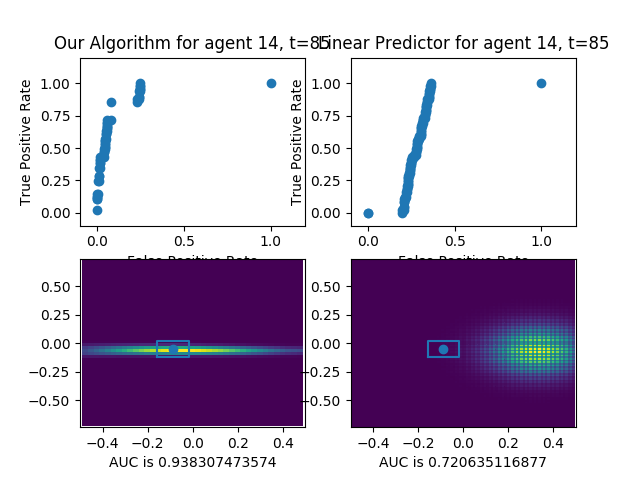 Our Algorithm for agent 14, t=85
Linear Predictor for agent 14, t=85
True Positive Rate
1.00
0.75
0.50
0.25
0.00
0.0 0.5 1.0
False Positive Rate
True Positive Rate
1.00
0.75
0.50
0.25
0.00
0.0 0.5 1.0
False Positive Rate
0.50
0.25
0.00
−0.25
−0.50
−0.4 −0.2 0.0 0.2 0.4
AUC is 0.938307473574
0.50
0.25
0.00
−0.25
−0.50
−0.4 −0.2 0.0 0.2 0.4
AUC is 0.720635116877